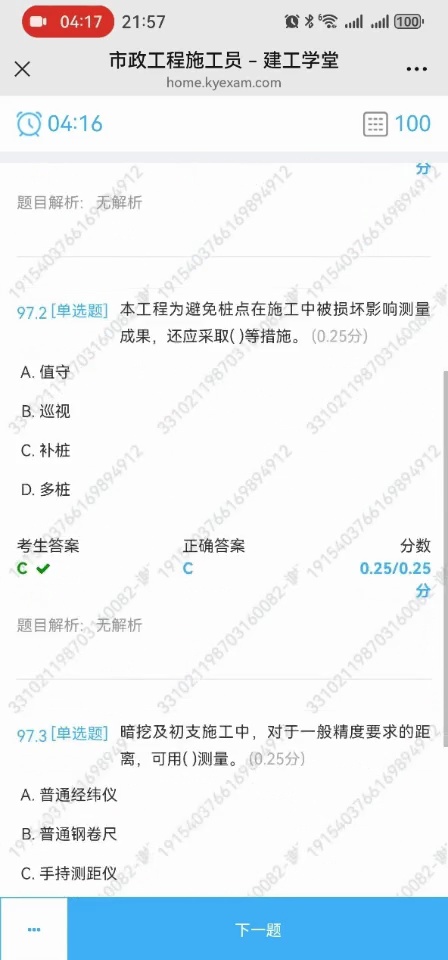 04:17 21:57 6 100
市政工程施工员 - 建工学堂
home.kyexam.com
04:16 100
分
题目解析: 无解析
97.2 [单选题] 本工程为避免桩点在施工中被损坏影响测量
成果，还应采取( )等措施。(0.25分)
A. 值守
B. 巡视
C. 补桩
D. 多桩
考生答案 正确答案 分数
C C 0.25/0.25
分
题目解析: 无解析
97.3 [单选题] 暗挖及初支施工中，对于一般精度要求的距
离，可用( )测量。(0.25分)
A. 普通经纬仪
B. 普通钢卷尺
C. 手持测距仪
下一题